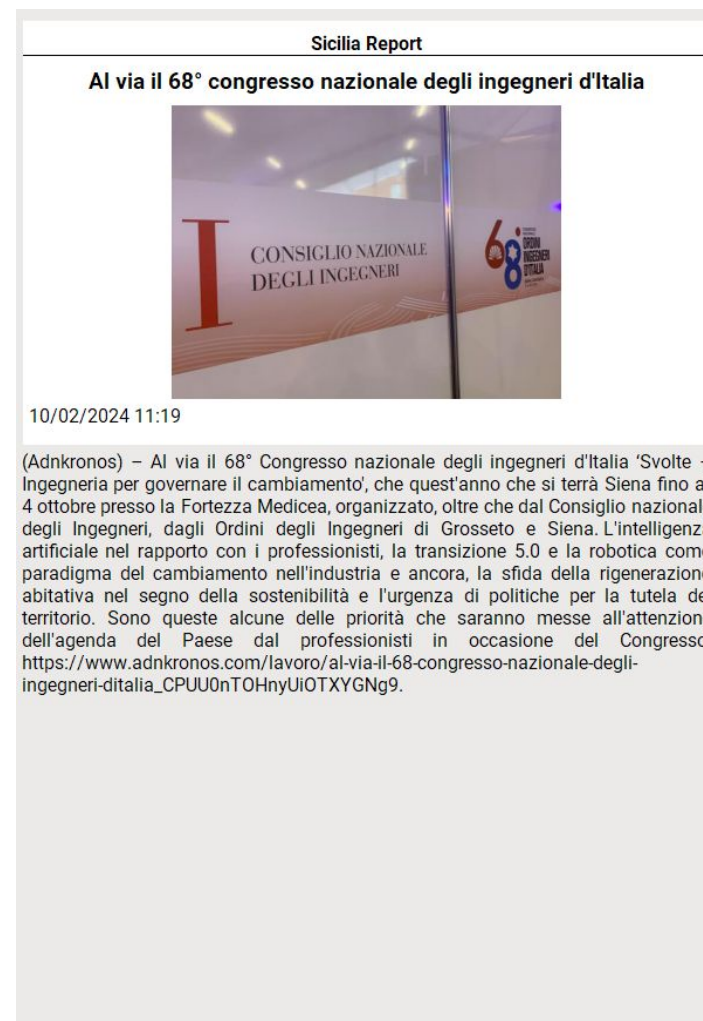 Sicilia Report
Al via il 68° congresso nazionale degli ingegneri d'Italia
I
CONSIGLIO NAZIONALE
DEGLI INGEGNERI
68°
ORDINI
INGEGNERI
D'ITALIA
10/02/2024 11:19
(Adnkronos) – Al via il 68° Congresso nazionale degli ingegneri d'Italia ‘Svolte -
Ingegneria per governare il cambiamento', che quest'anno che si terrà Siena fino a
4 ottobre presso la Fortezza Medicea, organizzato, oltre che dal Consiglio nazional
degli Ingegneri, dagli Ordini degli Ingegneri di Grosseto e Siena. L'intelligenz
artificiale nel rapporto con i professionisti, la transizione 5.0 e la robotica com
paradigma del cambiamento nell'industria e ancora, la sfida della rigenerazion
abitativa nel segno della sostenibilità e l'urgenza di politiche per la tutela de
territorio. Sono queste alcune delle priorità che saranno messe all'attenzion
dell'agenda del Paese dal professionisti in occasione del Congresso
https://www.adnkronos.com/lavoro/al-via-il-68-congresso-nazionale-degli-
ingegneri-ditalia_CPUU0nTOHnyUiOTXYGNg9.